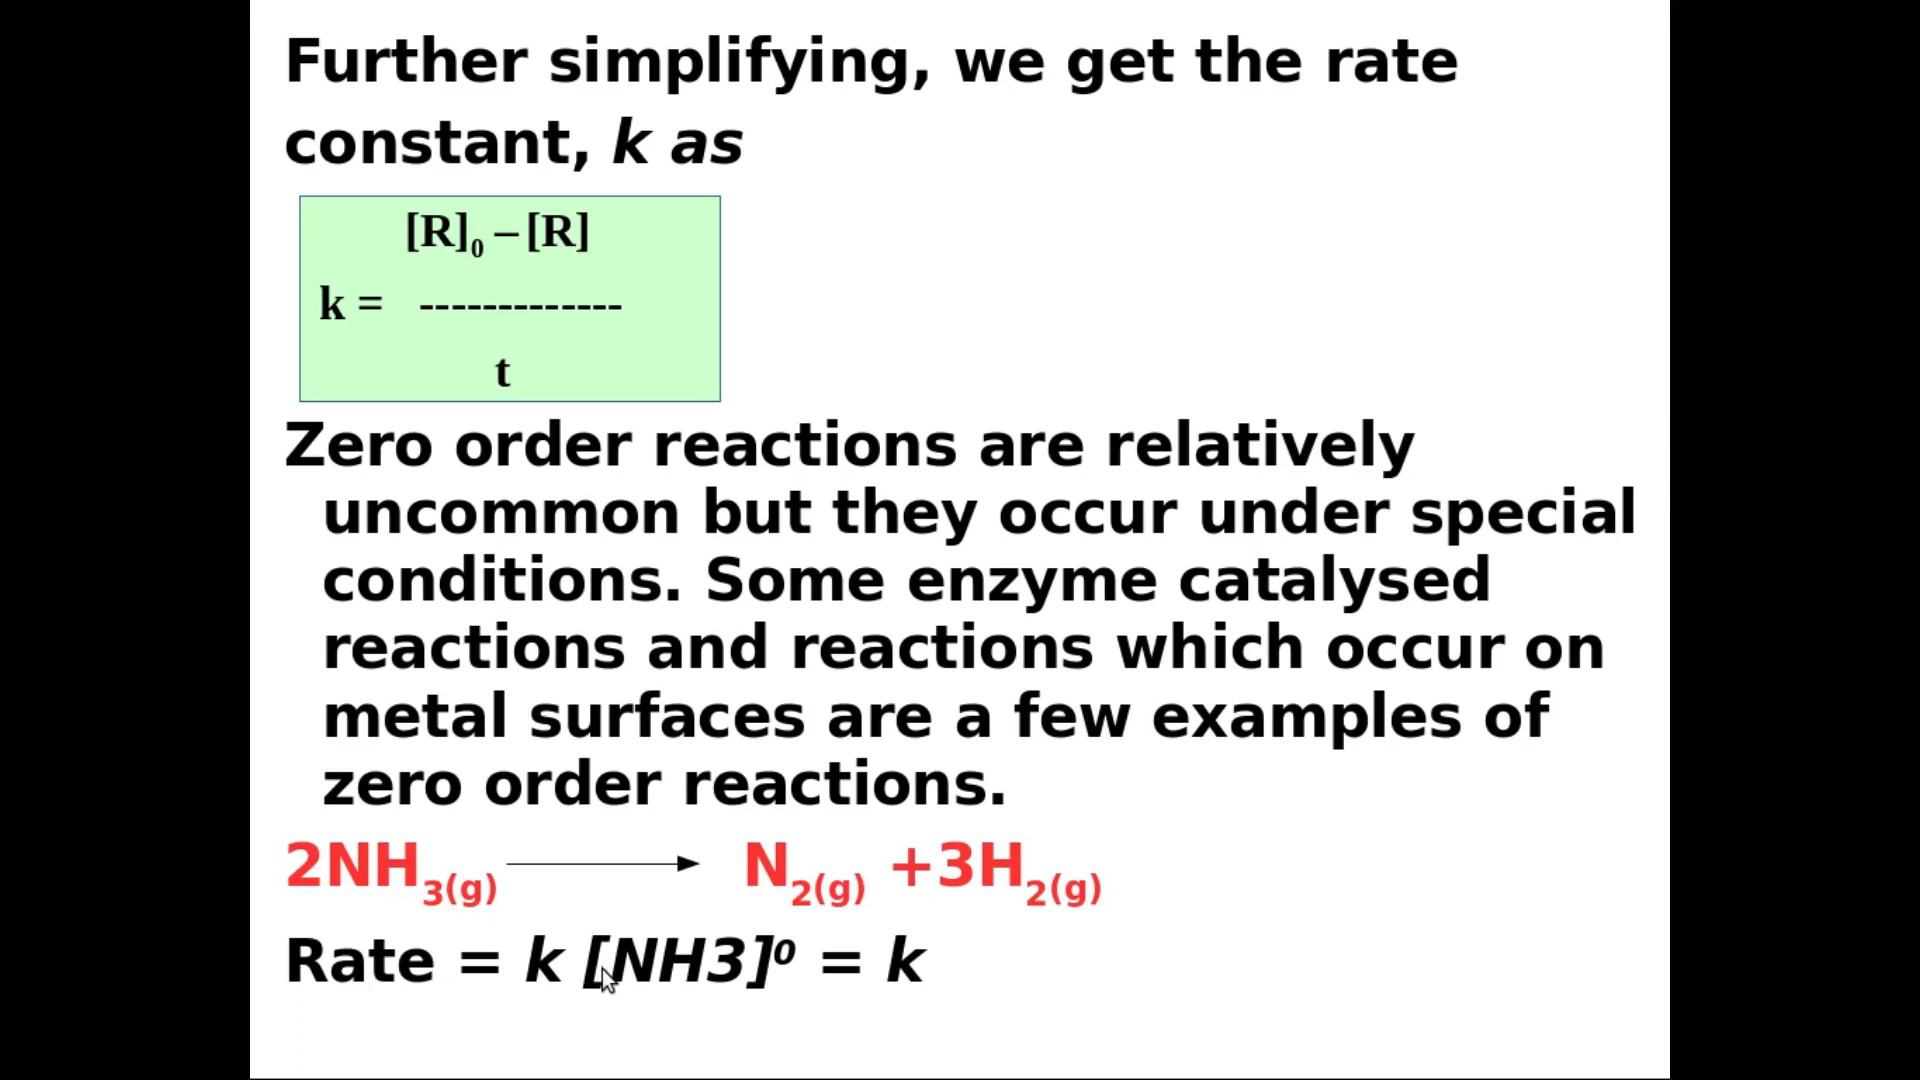 Further simplifying, we get the rate
constant, k as
[R]₀ – [R]
k = -------------
t
Zero order reactions are relatively
uncommon but they occur under special
conditions. Some enzyme catalysed
reactions and reactions which occur on
metal surfaces are a few examples of
zero order reactions.
2NH₃(g) → N₂(g) +3H₂(g)
Rate = k [NH3]⁰ = k